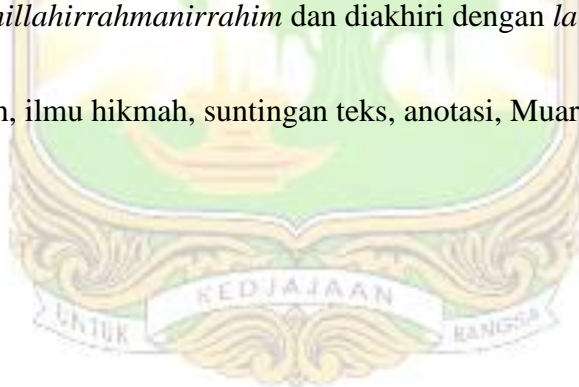 illahirrahmanirrahim dan diakhiri dengan la
, ilmu hikmah, suntingan teks, anotasi, Muar
UNTUK KEDJAJAAN BANGSA